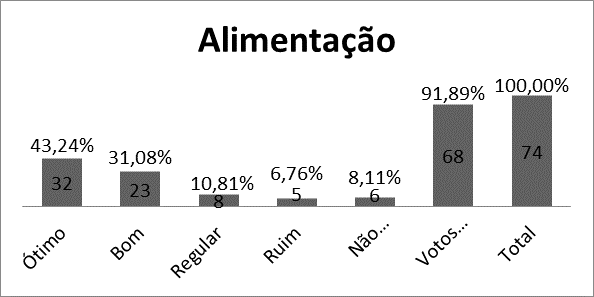 Alimentação
43,24% 31,08% 10,81% 6,76% 8,11% 91,89% 100,00%
32 23 8 5 6 68 74
Ótimo Bom Regular Ruim Não... Votos... Total